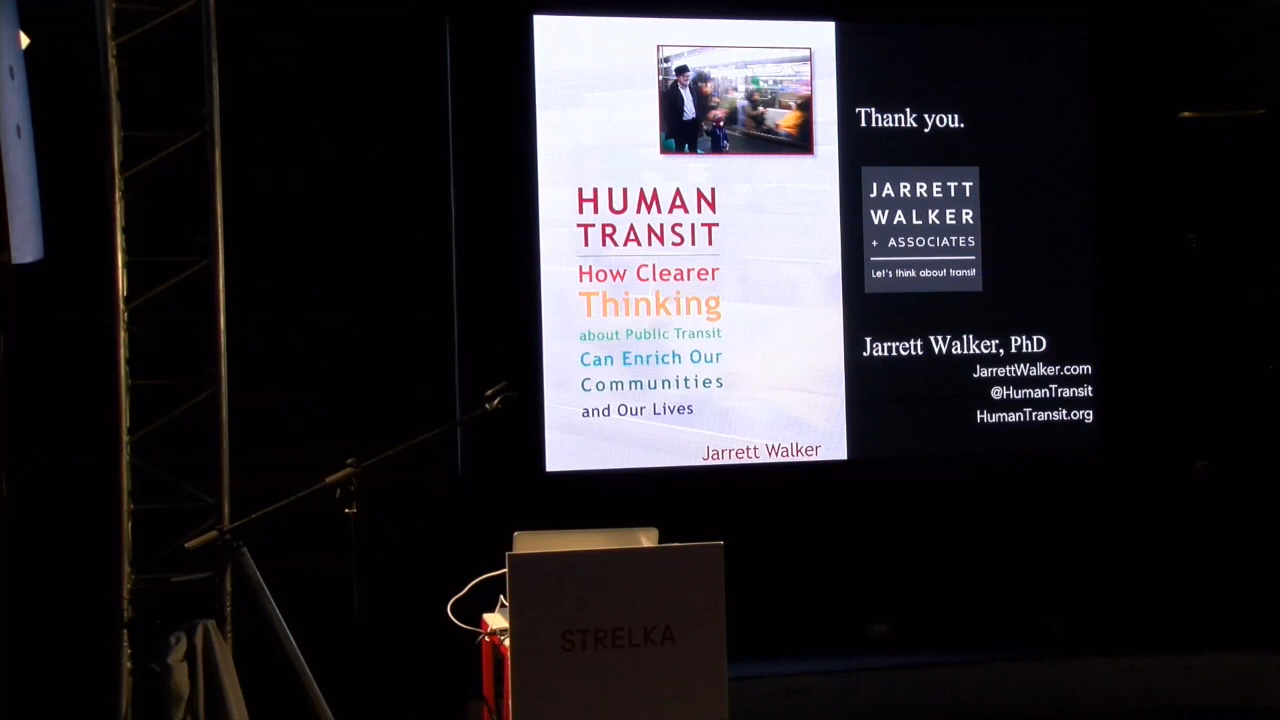 HUMAN
TRANSIT
How Clearer
Thinking
about Public Transit
Can Enrich Our
Communities
and Our Lives
Jarrett Walker
Thank you.
JARRETT
WALKER
+ ASSOCIATES
Let's think about transit
Jarrett Walker, PhD
JarrettWalker.com
@HumanTransit
HumanTransit.org
STRELKA